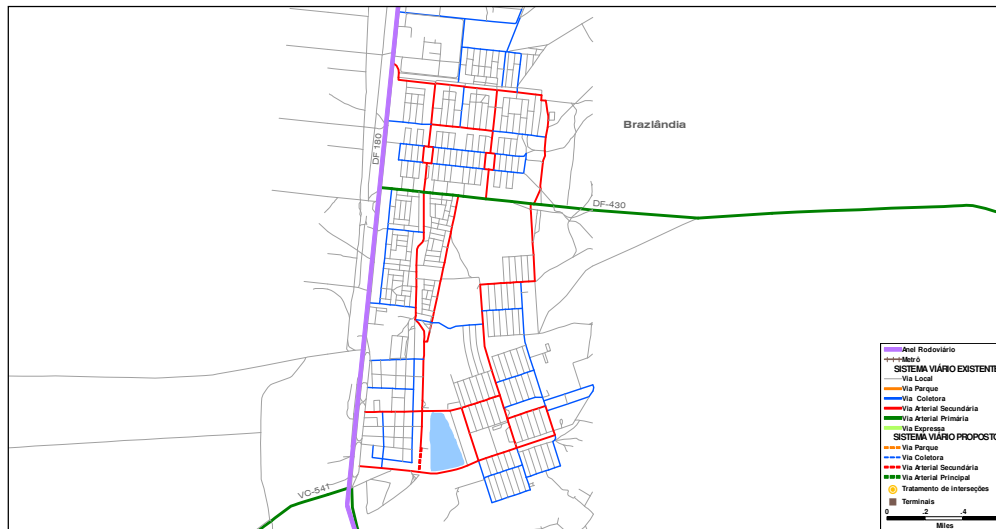 Brazlândia
DF 180
DF-430
VC-541
Anel Rodoviário
Metrô
SISTEMA VIÁRIO EXISTENTE
Via Local
Via Parque
Via Coletora
Via Arterial Secundária
Via Arterial Primária
Via Expressa
SISTEMA VIÁRIO PROPOSTO
Via Parque
Via Coletora
Via Arterial Secundária
Via Arterial Principal
Tratamento de interseções
Terminais
0 .2 .4
Miles